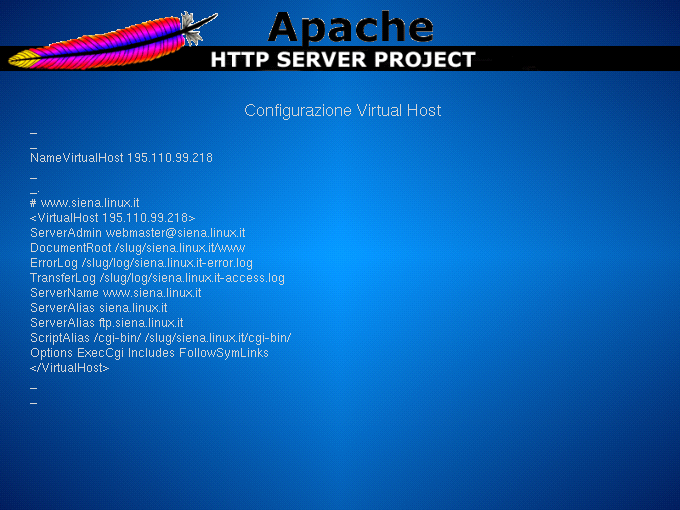 Apache
HTTP SERVER PROJECT
Configurazione Virtual Host
_
_
NameVirtualHost 195.110.99.218
_
_.
# www.siena.linux.it
<VirtualHost 195.110.99.218>
ServerAdmin webmaster@siena.linux.it
DocumentRoot /slug/siena.linux.it/www
ErrorLog /slug/log/siena.linux.it-error.log
TransferLog /slug/log/siena.linux.it-access.log
ServerName www.siena.linux.it
ServerAlias siena.linux.it
ServerAlias ftp.siena.linux.it
ScriptAlias /cgi-bin/ /slug/siena.linux.it/cgi-bin/
Options ExecCgi Includes FollowSymLinks
</VirtualHost>
_
_